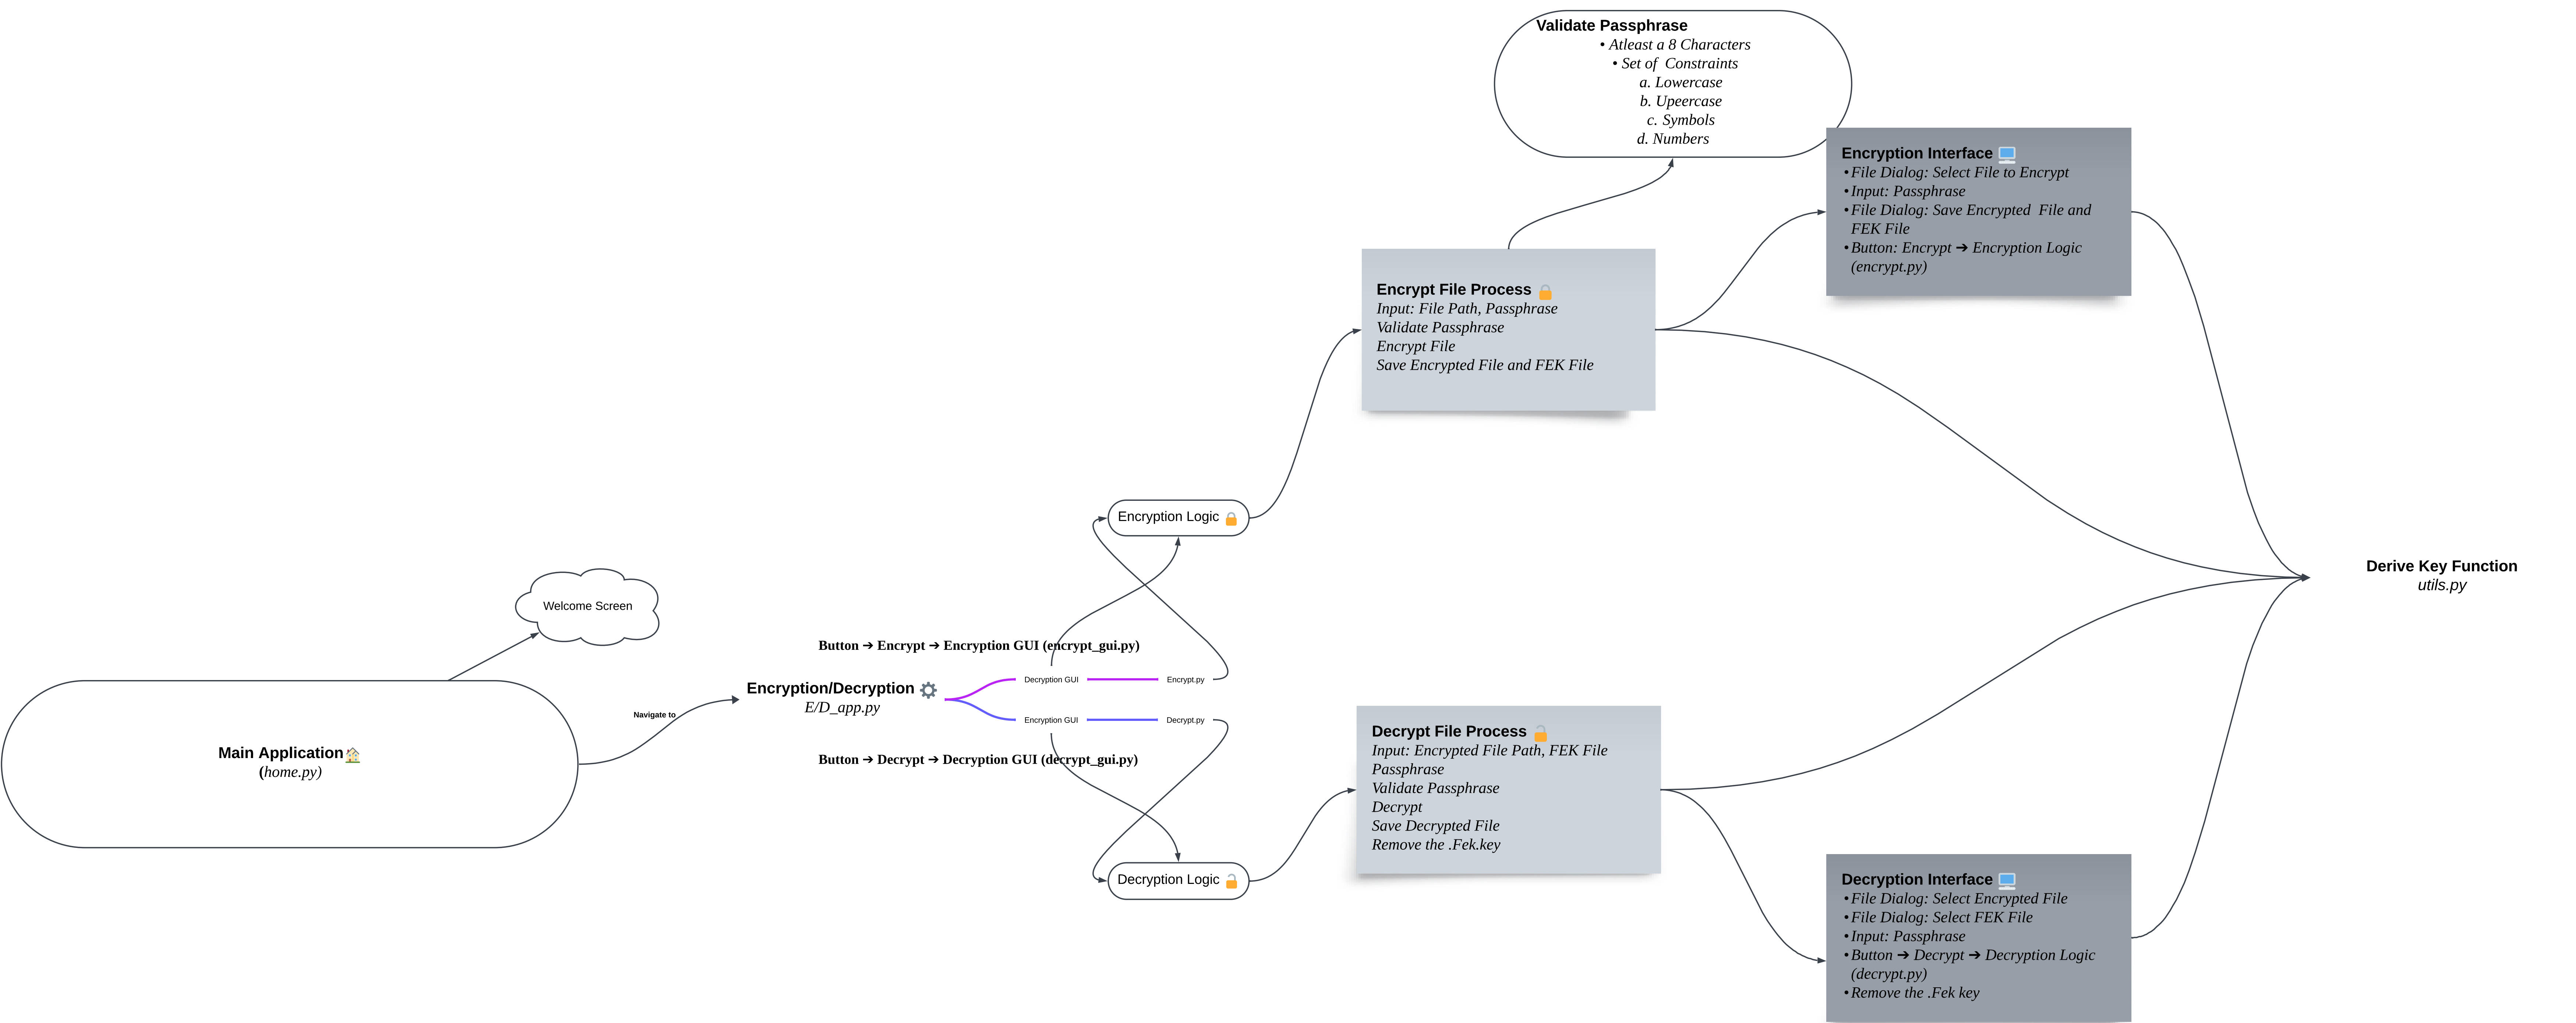 Validate Passphrase
• Atleast a 8 Characters
• Set of  Constraints
a. Lowercase
b. Upeercase
c. Symbols
d. Numbers
Encryption Interface
• File Dialog: Select File to Encrypt
• Input: Passphrase
• File Dialog: Save Encrypted  File and
FEK File
• Button: Encrypt ➔ Encryption Logic
(encrypt.py)
Encrypt File Process
Input: File Path, Passphrase
Validate Passphrase
Encrypt File
Save Encrypted File and FEK File
Encryption Logic
Derive Key Function
utils.py
Welcome Screen
Button ➔ Encrypt ➔ Encryption GUI (encrypt_gui.py)
Decryption GUI
Encrypt.py
Encryption/Decryption
E/D_app.py
Navigate to
Encryption GUI
Decrypt.py
Button ➔ Decrypt ➔ Decryption GUI (decrypt_gui.py)
Main Application
(home.py)
Decrypt File Process
Input: Encrypted File Path, FEK File
Passphrase
Validate Passphrase
Decrypt
Save Decrypted File
Remove the .Fek.key
Decryption Logic
Decryption Interface
• File Dialog: Select Encrypted File
• File Dialog: Select FEK File
• Input: Passphrase
• Button ➔ Decrypt ➔ Decryption Logic
(decrypt.py)
• Remove the .Fek key